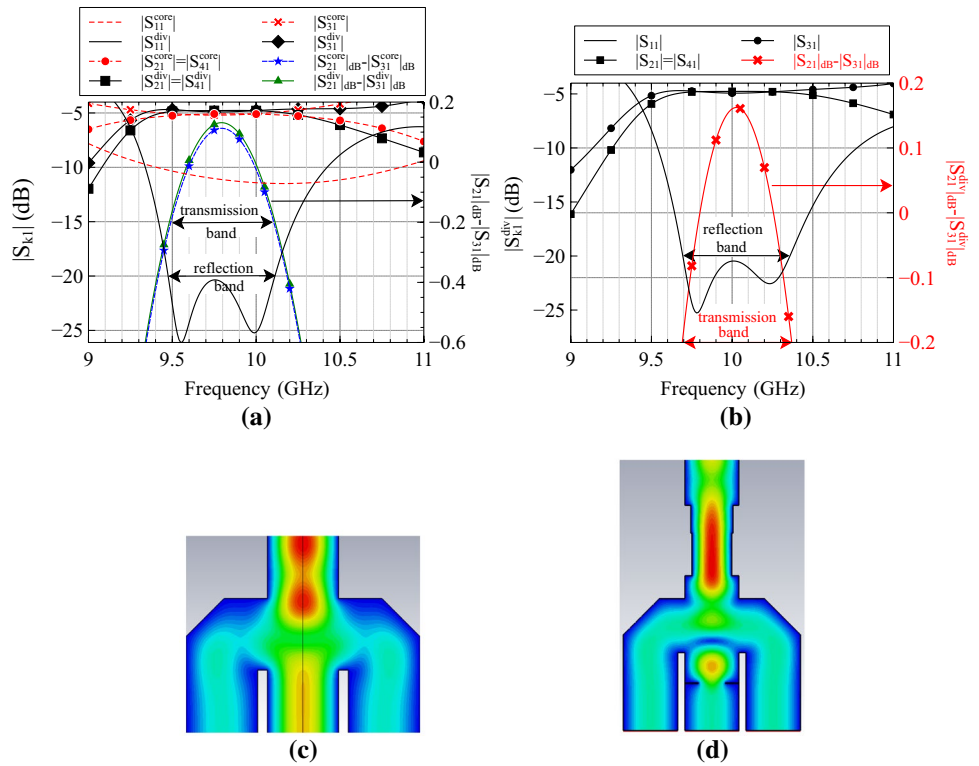 |S₁₁ᶜᵒʳᵉ| |S₃₁ᶜᵒʳᵉ|
|S₁₁ᵈⁱᵛ| |S₃₁ᵈⁱᵛ|
|S₂₁ᶜᵒʳᵉ|=|S₄₁ᶜᵒʳᵉ| |S₂₁ᶜᵒʳᵉ|dB-|S₃₁ᶜᵒʳᵉ|dB
|S₂₁ᵈⁱᵛ|=|S₄₁ᵈⁱᵛ| |S₂₁ᵈⁱᵛ|dB-|S₃₁ᵈⁱᵛ|dB
−5
−10
−15
−20
−25
|Sₖ₁| (dB)
transmission
band
reflection
band
0.2
0
−0.2
−0.4
−0.6
|S₂₁|dB-|S₃₁|dB
9 9.5 10 10.5 11
Frequency (GHz)
(a)
|S₁₁| |S₃₁|
|S₂₁|=|S₄₁| |S₂₁|dB-|S₃₁|dB
−5
−10
−15
−20
−25
|Sₖ₁ᵈⁱᵛ| (dB)
reflection
band
transmission
band
0.2
0.1
0
−0.1
−0.2
|S₂₁ᵈⁱᵛ|dB-|S₃₁ᵈⁱᵛ|dB
9 9.5 10 10.5 11
Frequency (GHz)
(b)
(c)
(d)